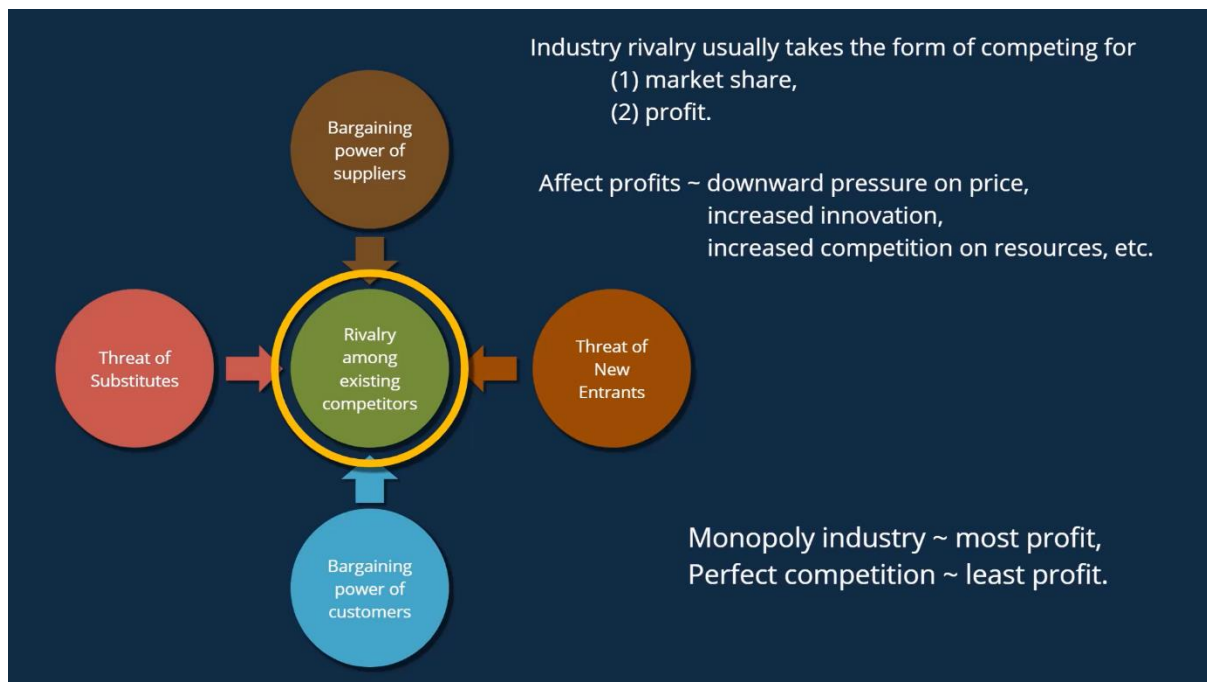 Industry rivalry usually takes the form of competing for
(1) market share,
(2) profit.
Bargaining
power of
suppliers
Affect profits ~ downward pressure on price,
increased innovation,
increased competition on resources, etc.
Threat of
Substitutes
Rivalry
among
existing
competitors
Threat of
New
Entrants
Bargaining
power of
customers
Monopoly industry ~ most profit,
Perfect competition ~ least profit.